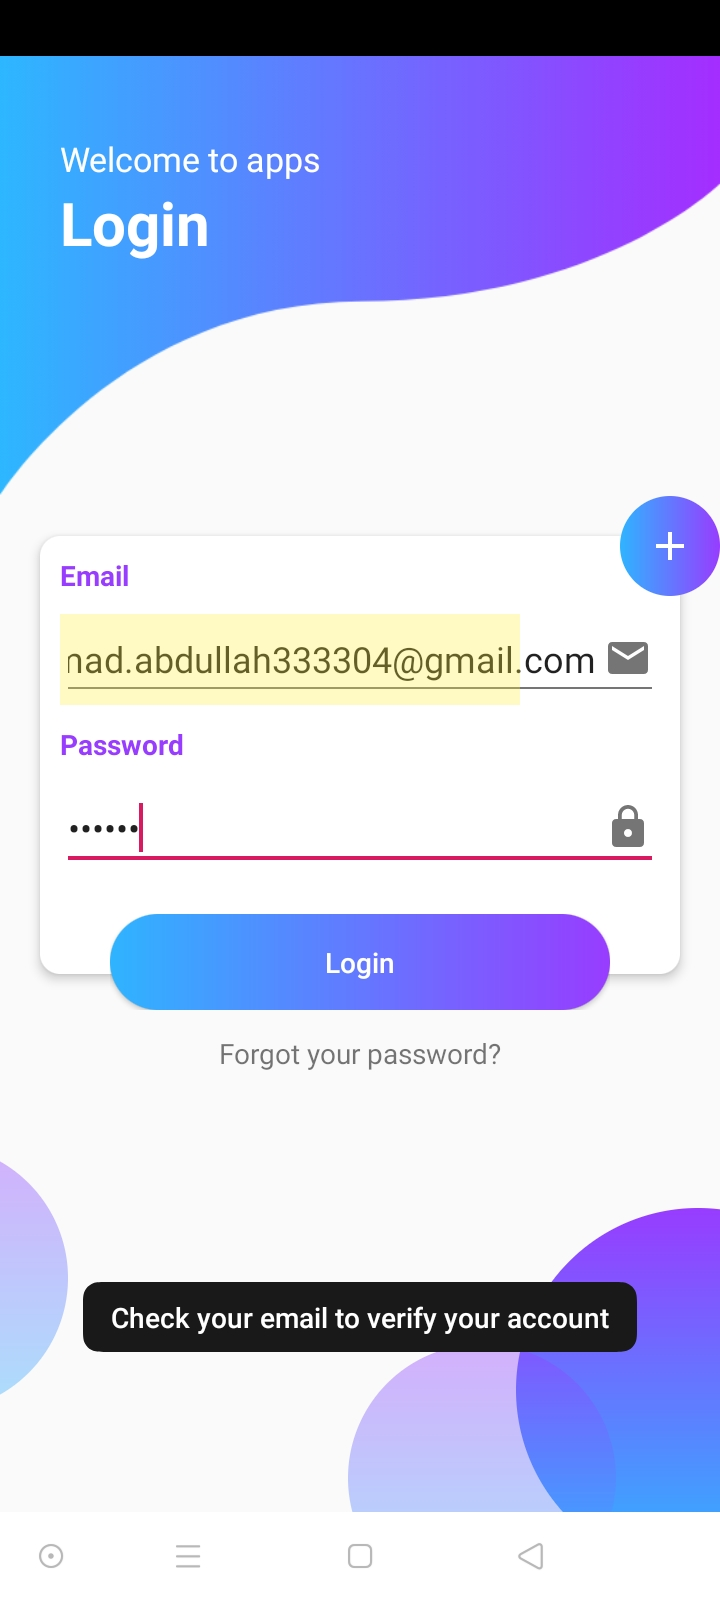 Welcome to apps
Login
Email
nad.abdullah333304@gmail.com
Password
••••••
Login
Forgot your password?
Check your email to verify your account